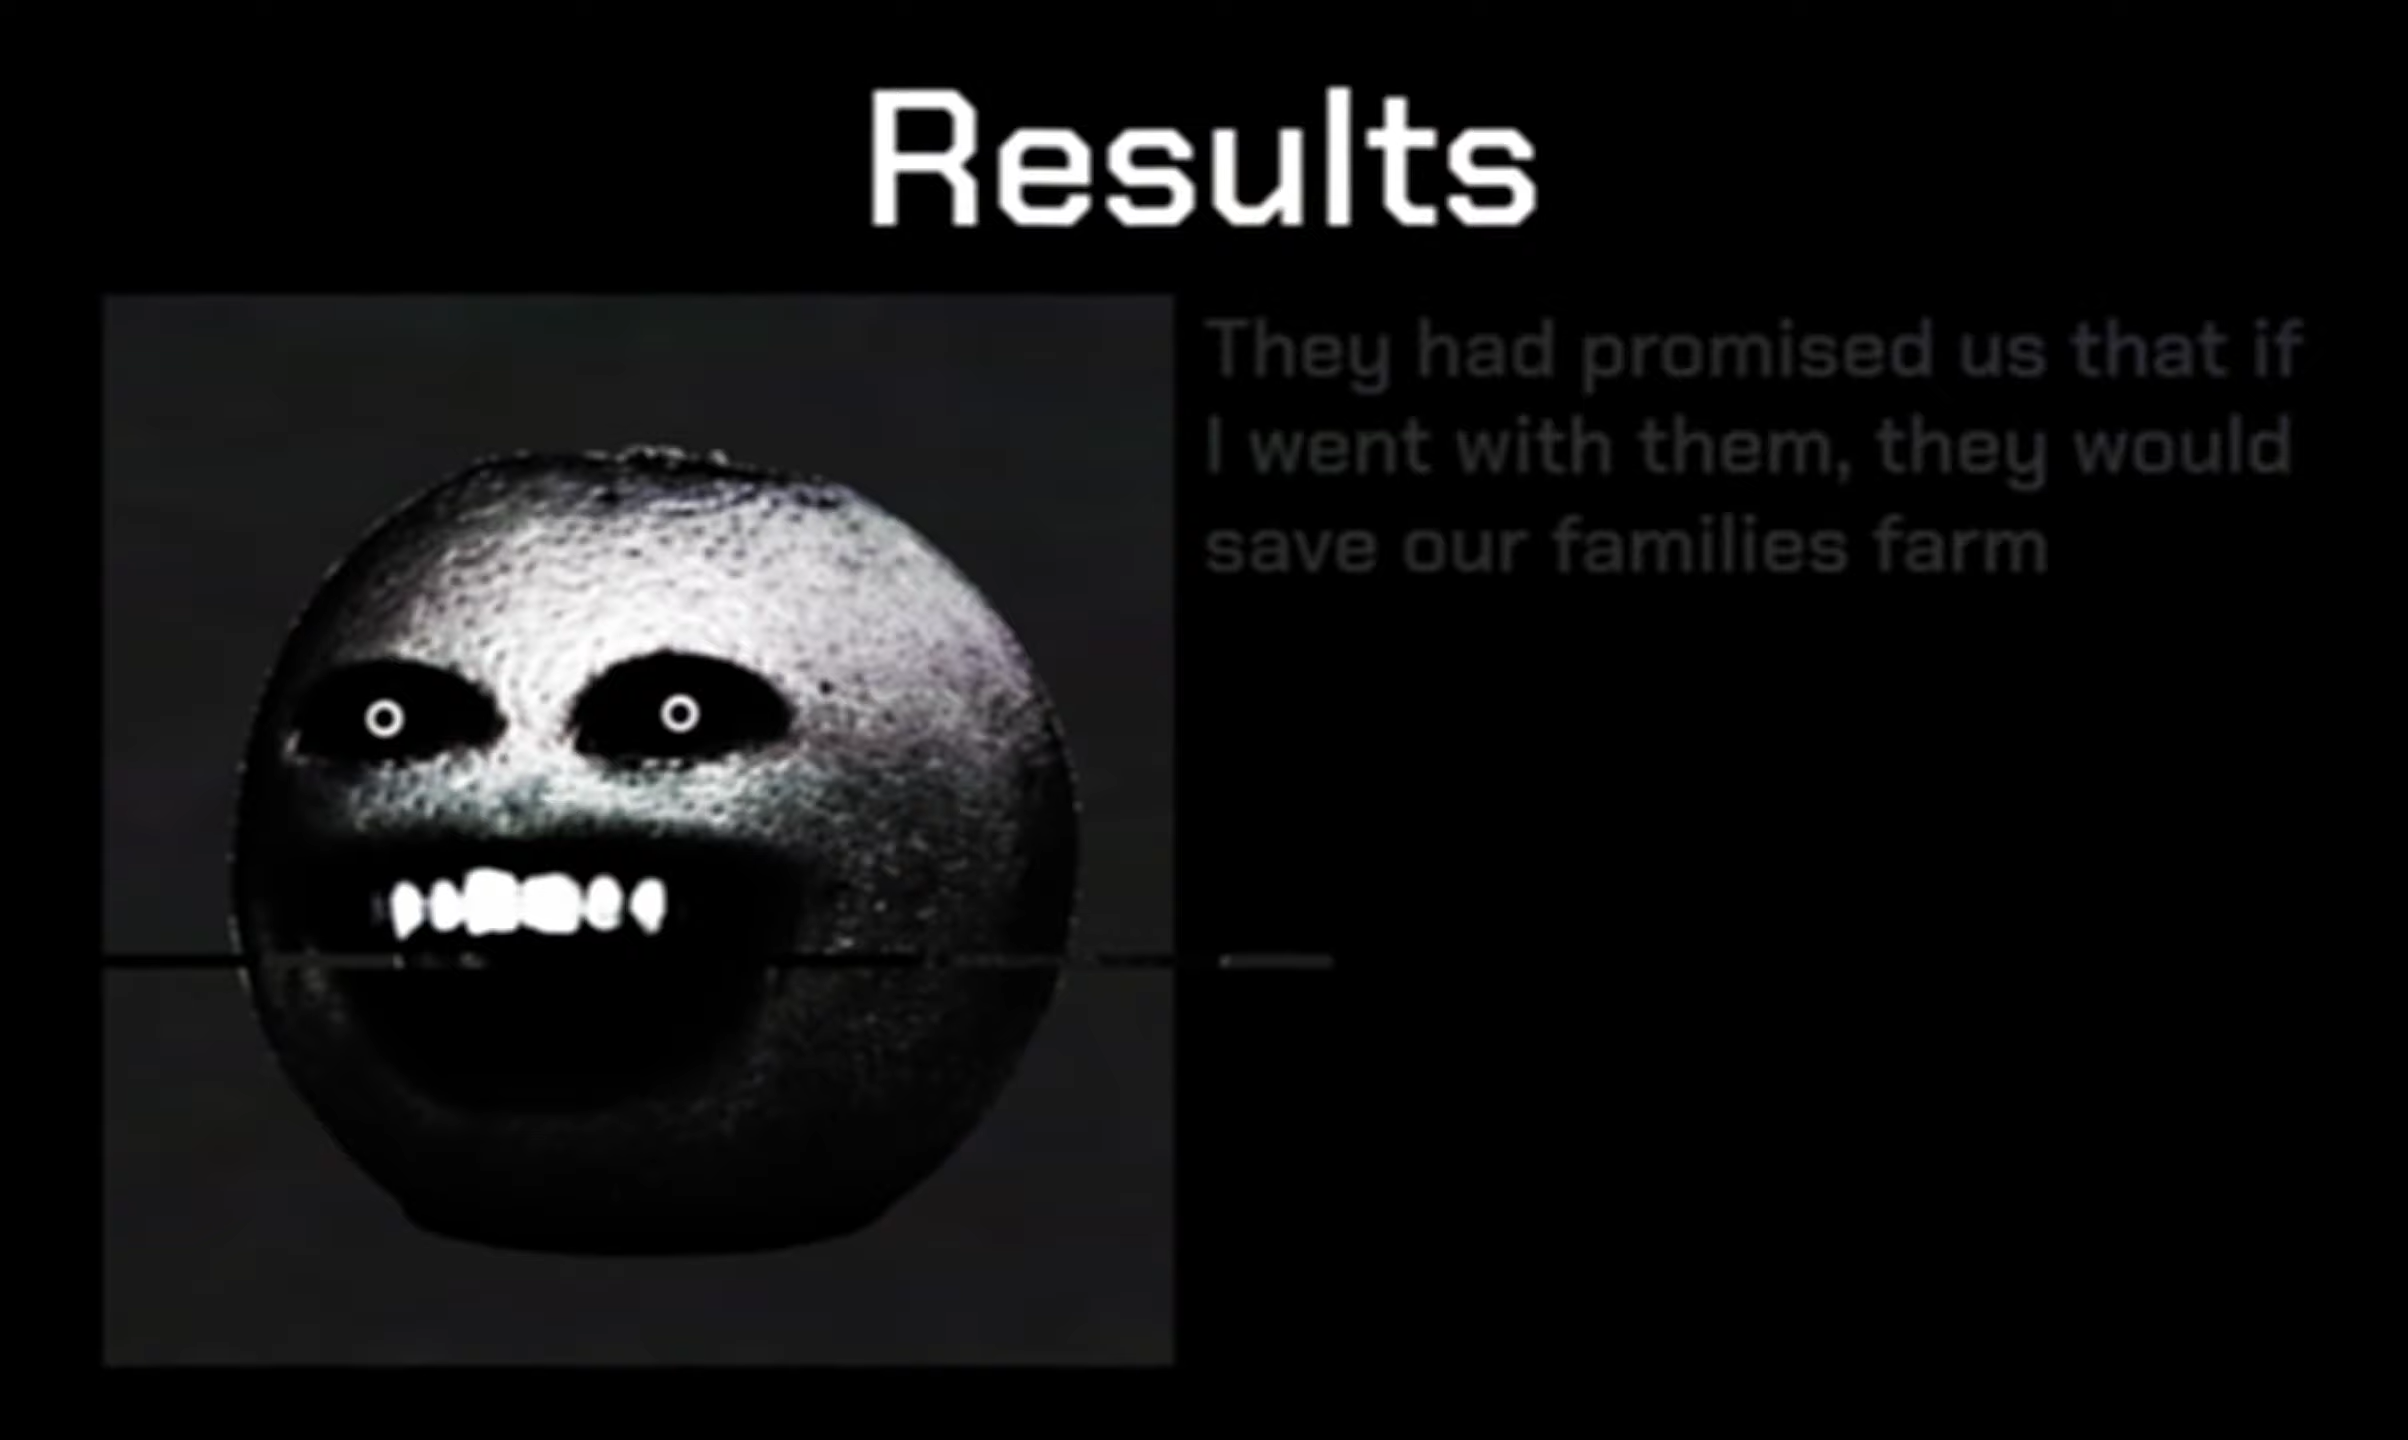 Results
They had promised us that if
I went with them, they would
save our families farm